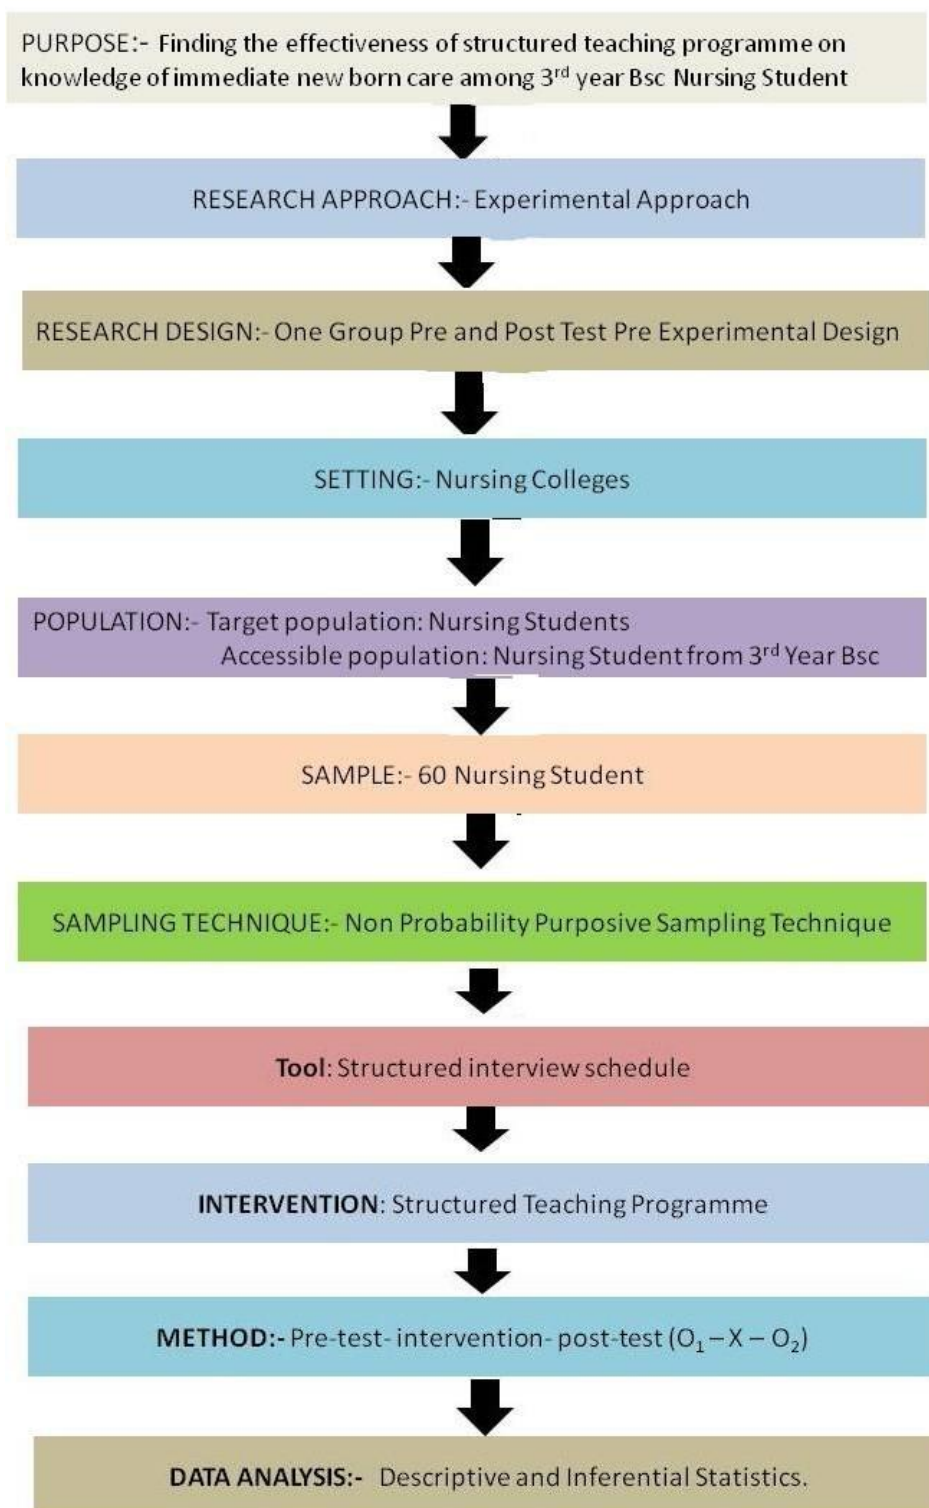 PURPOSE:- Finding the effectiveness of structured teaching programme on
knowledge of immediate new born care among 3rd year Bsc Nursing Student
RESEARCH APPROACH:- Experimental Approach
RESEARCH DESIGN:- One Group Pre and Post Test Pre Experimental Design
SETTING:- Nursing Colleges
POPULATION:- Target population: Nursing Students
Accessible population: Nursing Student from 3rd Year Bsc
SAMPLE:- 60 Nursing Student
SAMPLING TECHNIQUE:- Non Probability Purposive Sampling Technique
Tool: Structured interview schedule
INTERVENTION: Structured Teaching Programme
METHOD:- Pre-test- intervention- post-test (O₁ – X – O₂)
DATA ANALYSIS:- Descriptive and Inferential Statistics.